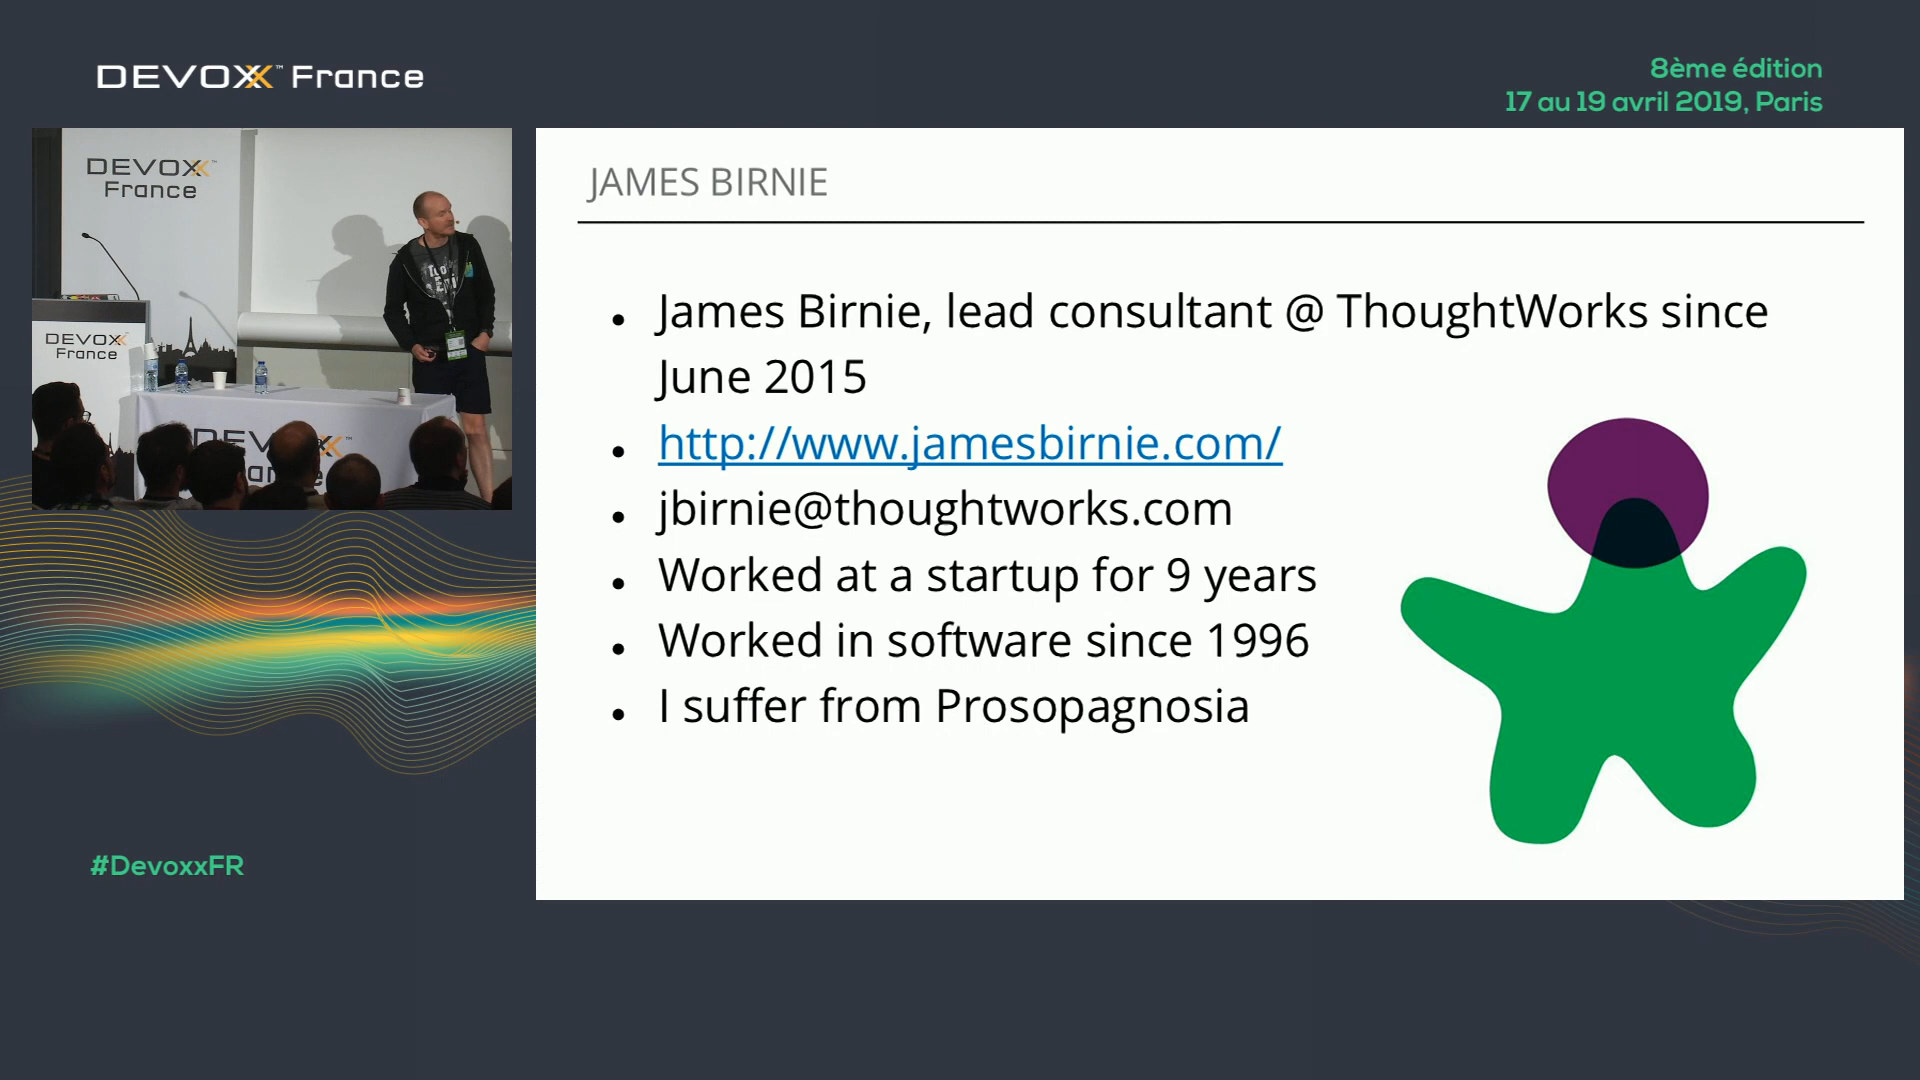 DEVOXX™ France
8ème édition
17 au 19 avril 2019, Paris
DEVOXX™
France
DEVOXX
France
JAMES BIRNIE
• James Birnie, lead consultant @ ThoughtWorks since
June 2015
• http://www.jamesbirnie.com/
• jbirnie@thoughtworks.com
• Worked at a startup for 9 years
• Worked in software since 1996
• I suffer from Prosopagnosia
#DevoxxFR